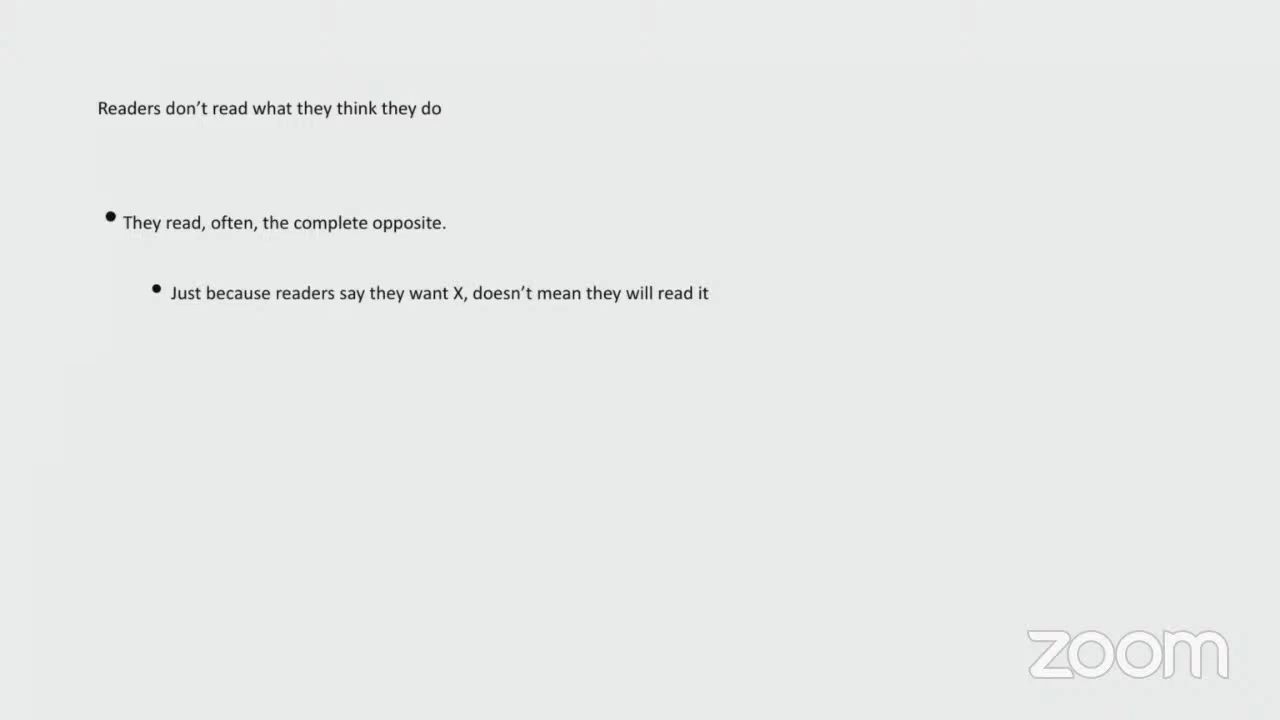 Readers don’t read what they think they do
• They read, often, the complete opposite.
• Just because readers say they want X, doesn’t mean they will read it
zoom